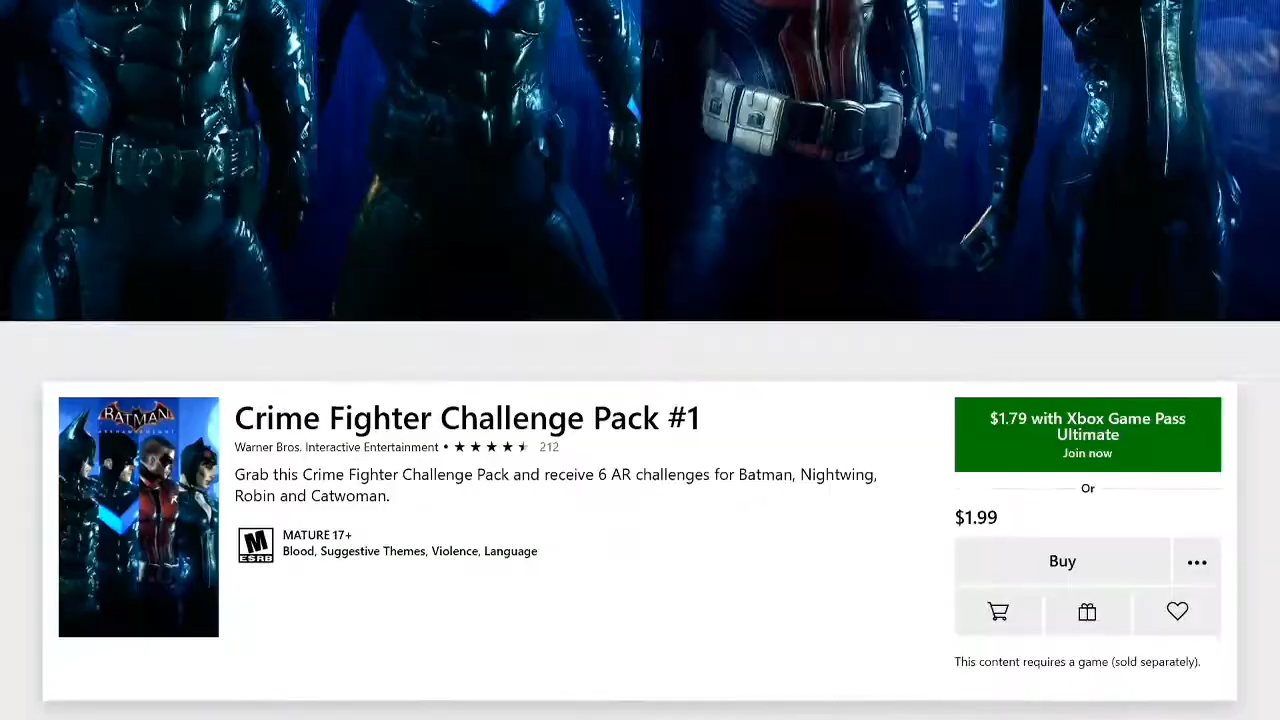 BATMAN
ARKHAM KNIGHT
Crime Fighter Challenge Pack #1
Warner Bros. Interactive Entertainment • ★ ★ ★ ★ ⯨ 212
Grab this Crime Fighter Challenge Pack and receive 6 AR challenges for Batman, Nightwing,
Robin and Catwoman.
M
ESRB
MATURE 17+
Blood, Suggestive Themes, Violence, Language
$1.79 with Xbox Game Pass
Ultimate
Join now
Or
$1.99
Buy
This content requires a game (sold separately).